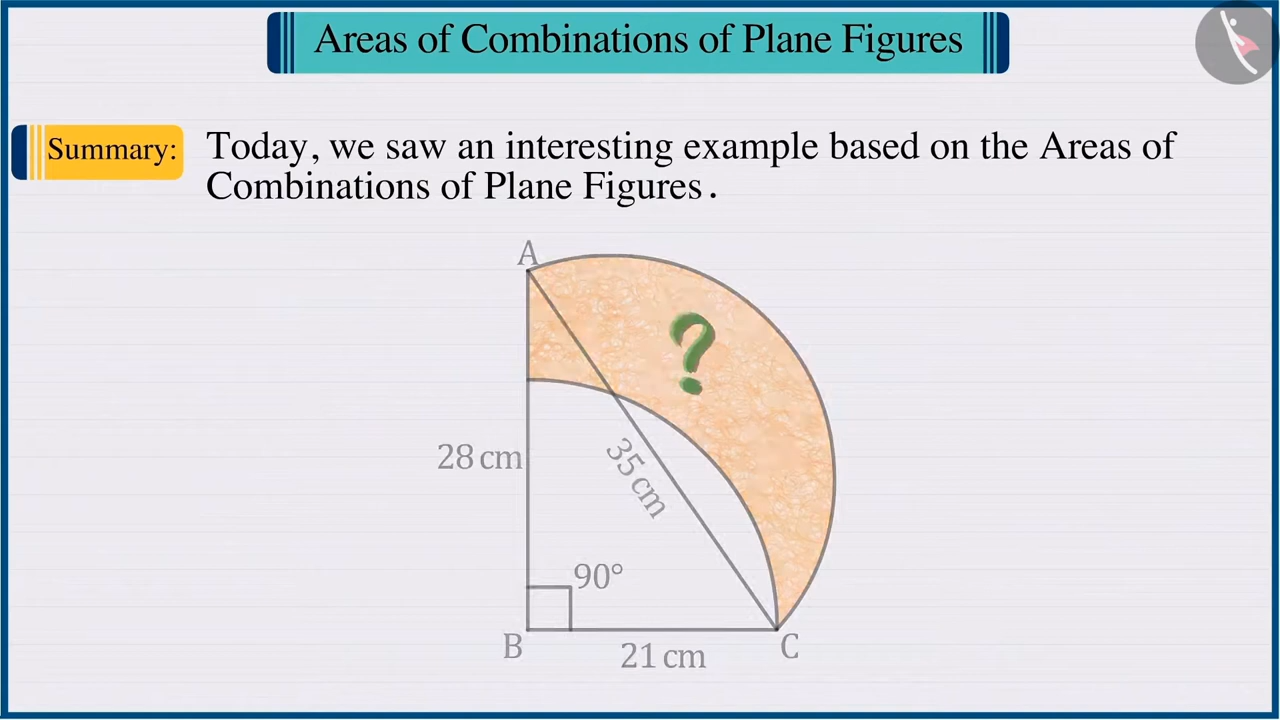 Areas of Combinations of Plane Figures
Summary:
Today, we saw an interesting example based on the Areas of
Combinations of Plane Figures.
A
?
28 cm
35 cm
90°
B
21 cm
C